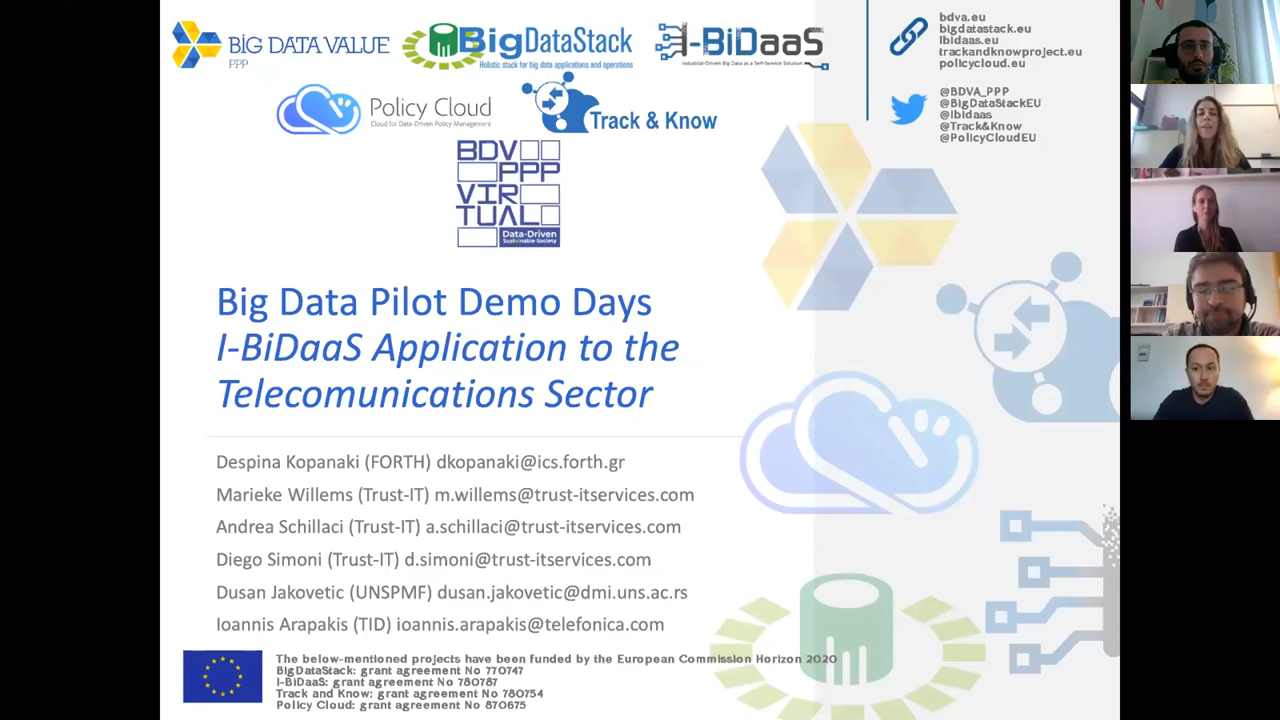 BIG DATA VALUE
PPP
BigDataStack
Holistic stack for big data applications and operations
I-BiDaaS
Industrial-Driven Big Data as a Self-Service Solution
Policy Cloud
Cloud for Data-Driven Policy Management
Track & Know
bdva.eu
bigdatastack.eu
ibidaas.eu
trackandknowproject.eu
policycloud.eu
@BDVA_PPP
@BigDataStackEU
@Ibidaas
@Track&Know
@PolicyCloudEU
BDV
PPP
VIR
TUAL
Data-Driven
Sustainable Society
Big Data Pilot Demo Days
I-BiDaaS Application to the
Telecomunications Sector
Despina Kopanaki (FORTH) dkopanaki@ics.forth.gr
Marieke Willems (Trust-IT) m.willems@trust-itservices.com
Andrea Schillaci (Trust-IT) a.schillaci@trust-itservices.com
Diego Simoni (Trust-IT) d.simoni@trust-itservices.com
Dusan Jakovetic (UNSPMF) dusan.jakovetic@dmi.uns.ac.rs
Ioannis Arapakis (TID) ioannis.arapakis@telefonica.com
The below-mentioned projects have been funded by the European Commission Horizon 2020
BigDataStack: grant agreement No 770747
I-BiDaaS: grant agreement No 780787
Track and Know: grant agreement No 780754
Policy Cloud: grant agreement No 870675